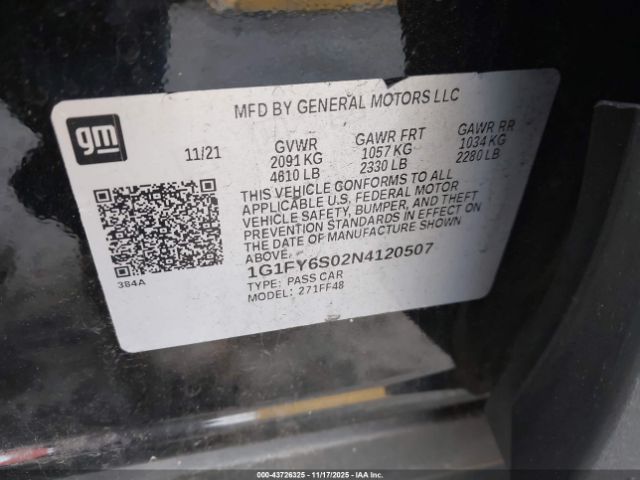 MFD BY GENERAL MOTORS LLC
gm
11/21
GVWR GAWR FRT GAWR RR
2091 KG 1057 KG 1034 KG
4610 LB 2330 LB 2280 LB
THIS VEHICLE CONFORMS TO ALL
APPLICABLE U.S. FEDERAL MOTOR
VEHICLE SAFETY, BUMPER, AND THEFT
PREVENTION STANDARDS IN EFFECT ON
THE DATE OF MANUFACTURE SHOWN
ABOVE.
1G1FY6S02N4120507
TYPE: PASS CAR
MODEL: 271FF48
384A
000-43726325 - 11/17/2025 - IAA Inc.